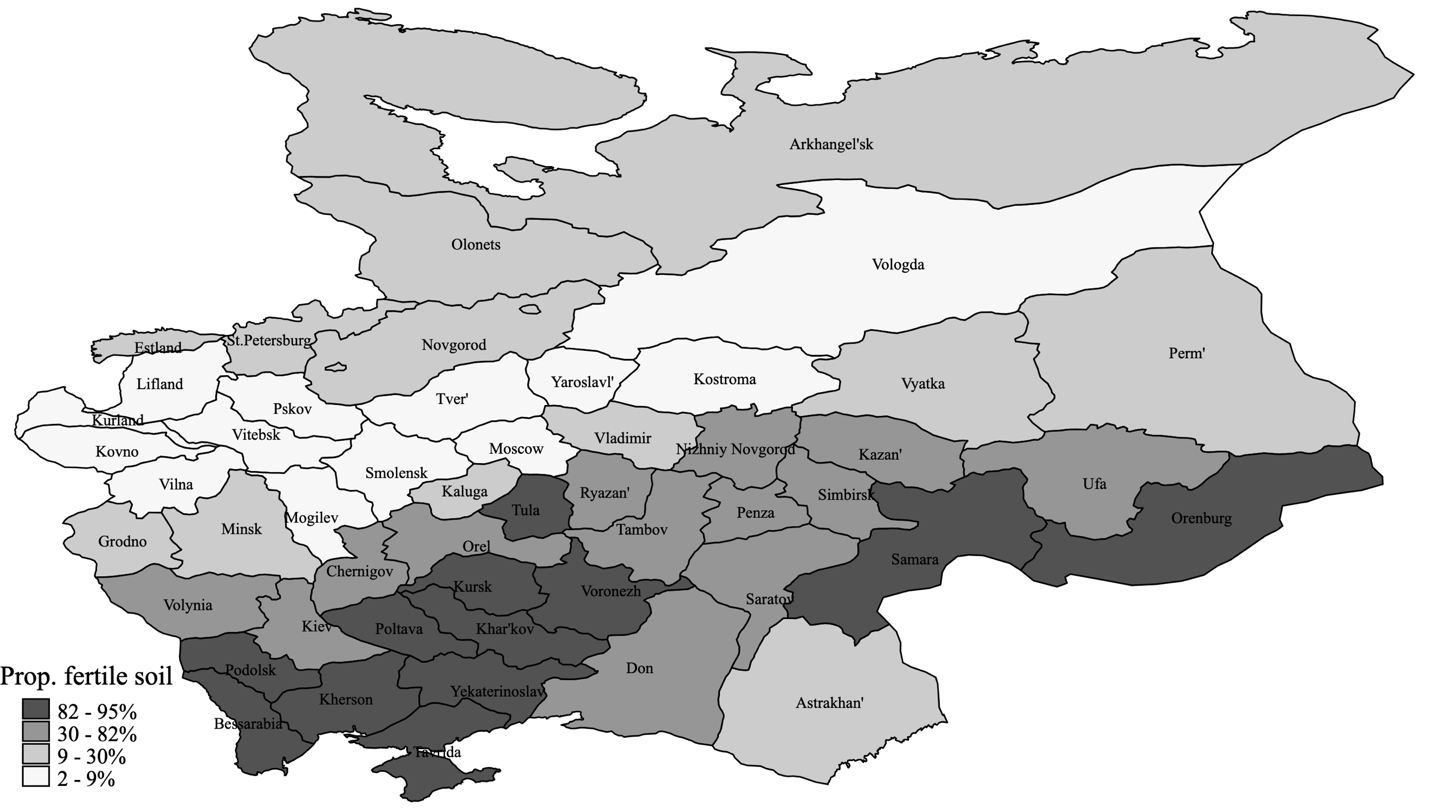 Arkhangel'sk
Olonets
Vologda
Estland
St.Petersburg
Novgorod
Perm'
Lifland
Yaroslavl'
Kostroma
Vyatka
Pskov
Tver'
Kurland
Vitebsk
Vladimir
Moscow
Nizhniy Novgorod
Kovno
Kazan'
Smolensk
Vilna
Kaluga
Ryazan'
Simbirsk
Ufa
Mogilev
Tula
Penza
Orenburg
Minsk
Tambov
Grodno
Orel
Samara
Chernigov
Kursk
Voronezh
Volynia
Saratov
Kiev
Poltava
Khar'kov
Podolsk
Don
Prop. fertile soil
Yekaterinoslav
Kherson
Astrakhan'
82 - 95%
Bessarabia
30 - 82%
Tavrida
9 - 30%
2 - 9%